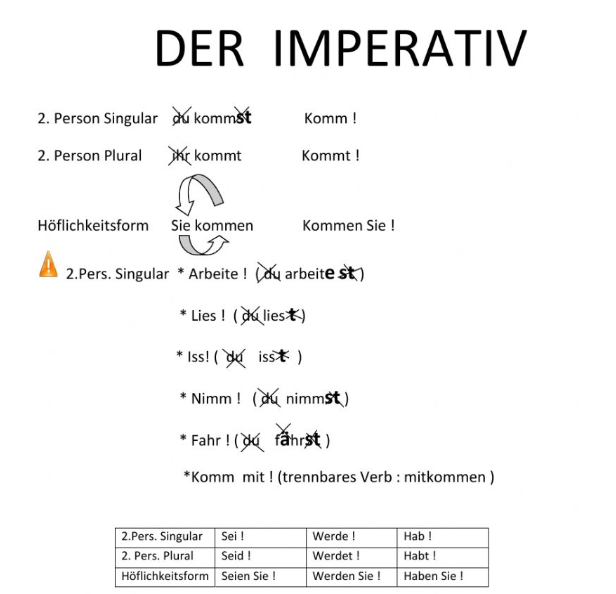 DER IMPERATIV
2. Person Singular du kommst Komm !
2. Person Plural ihr kommt Kommt !
Höflichkeitsform Sie kommen Kommen Sie !
2.Pers. Singular * Arbeite ! ( du arbeite st )
* Lies ! ( du liest )
* Iss! ( du isst )
* Nimm ! ( du nimmst )
* Fahr ! ( du fährst )
*Komm mit ! (trennbares Verb : mitkommen )
2.Pers. Singular Sei ! Werde ! Hab !
2. Pers. Plural Seid ! Werdet ! Habt !
Höflichkeitsform Seien Sie ! Werden Sie ! Haben Sie !